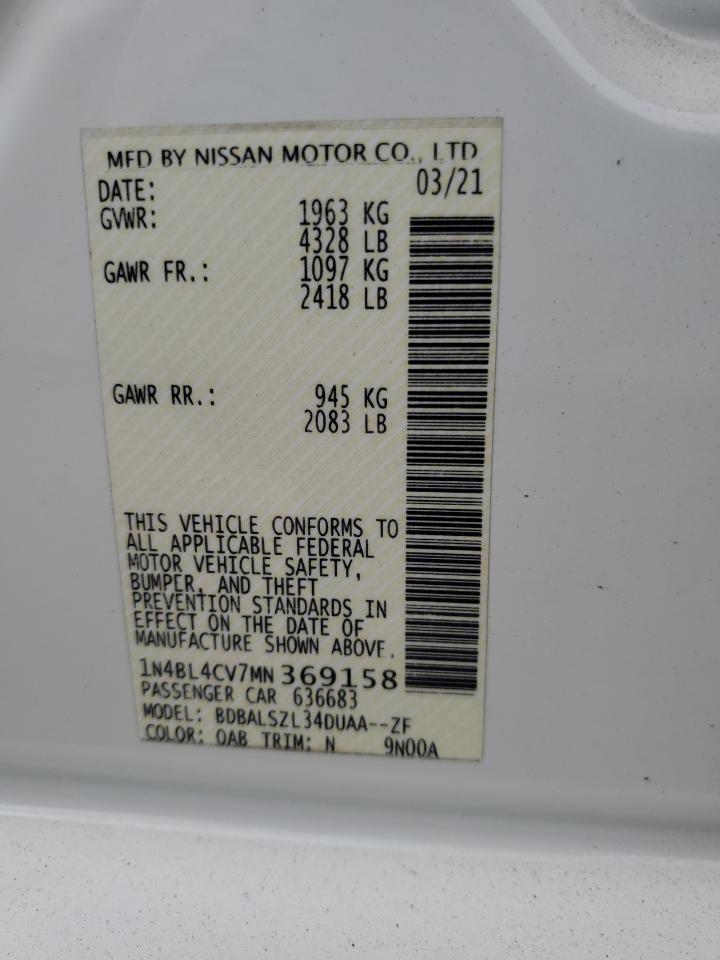 MFD BY NISSAN MOTOR CO., LTD
DATE: 03/21
GVWR: 1963 KG
4328 LB
GAWR FR.: 1097 KG
2418 LB
GAWR RR.: 945 KG
2083 LB
THIS VEHICLE CONFORMS TO
ALL APPLICABLE FEDERAL
MOTOR VEHICLE SAFETY,
BUMPER, AND THEFT
PREVENTION STANDARDS IN
EFFECT ON THE DATE OF
MANUFACTURE SHOWN ABOVE.
1N4BL4CV7MN 369158
PASSENGER CAR 636683
MODEL: BDBALSZL34DUAA--ZF
COLOR: QAB TRIM: N 9N00A